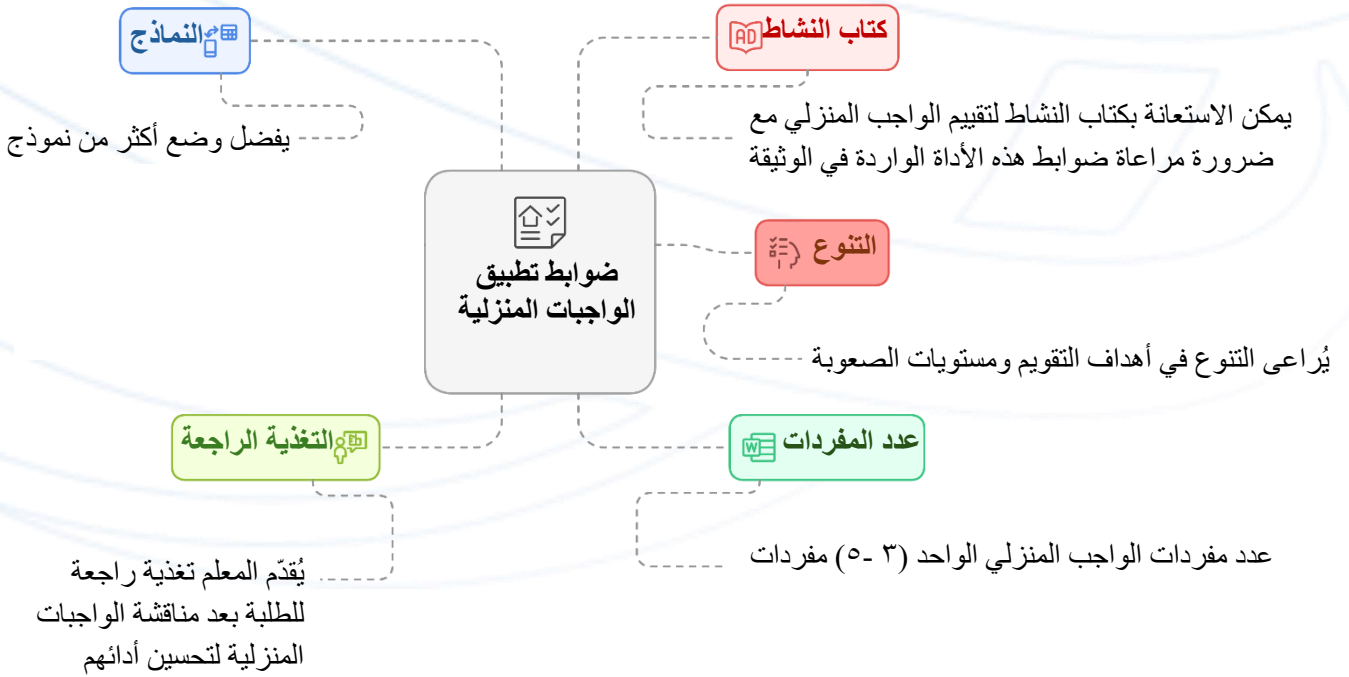 كتاب النشاط
يمكن الاستعانة بكتاب النشاط لتقييم الواجب المنزلي مع
ضرورة مراعاة ضوابط هذه الأداة الواردة في الوثيقة
النماذج
يفضل وضع أكثر من نموذج
ضوابط تطبيق
الواجبات المنزلية
التنوع
يُراعى التنوع في أهداف التقويم ومستويات الصعوبة
عدد المفردات
عدد مفردات الواجب المنزلي الواحد (٣ -٥) مفردات
التغذية الراجعة
يُقدّم المعلم تغذية راجعة
للطلبة بعد مناقشة الواجبات
المنزلية لتحسين أدائهم